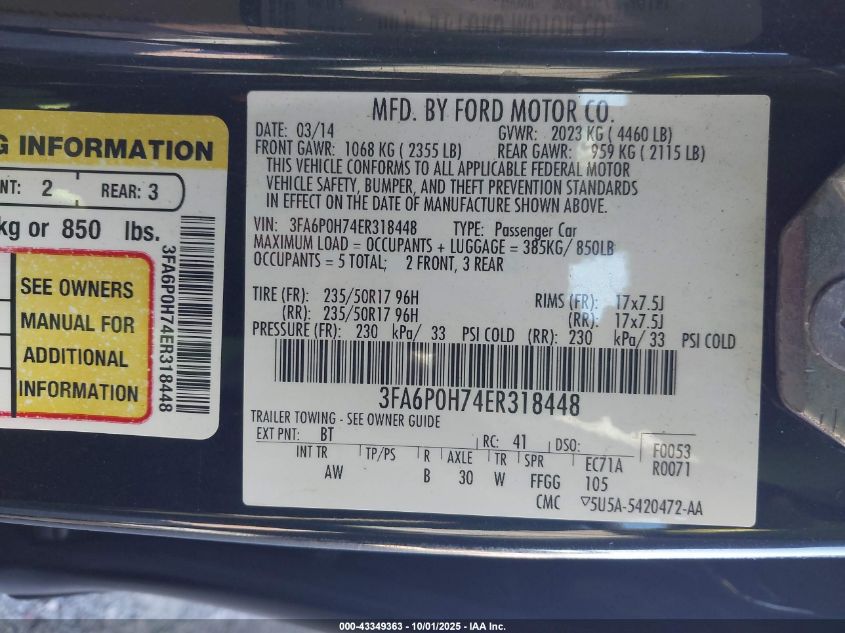 G INFORMATION
NT: 2 REAR: 3
kg or 850 lbs.
SEE OWNERS
MANUAL FOR
ADDITIONAL
INFORMATION
3FA6P0H74ER318448
MFD. BY FORD MOTOR CO.
DATE: 03/14 GVWR: 2023 KG ( 4460 LB)
FRONT GAWR: 1068 KG ( 2355 LB) REAR GAWR: 959 KG ( 2115 LB)
THIS VEHICLE CONFORMS TO ALL APPLICABLE FEDERAL MOTOR
VEHICLE SAFETY, BUMPER, AND THEFT PREVENTION STANDARDS
IN EFFECT ON THE DATE OF MANUFACTURE SHOWN ABOVE.
VIN: 3FA6P0H74ER318448 TYPE: Passenger Car
MAXIMUM LOAD = OCCUPANTS + LUGGAGE = 385KG/ 850LB
OCCUPANTS = 5 TOTAL; 2 FRONT, 3 REAR
TIRE (FR): 235/50R17 96H RIMS (FR): 17x7.5J
(RR): 235/50R17 96H (RR): 17x7.5J
PRESSURE (FR): 230 kPa/ 33 PSI COLD (RR): 230 kPa/ 33 PSI COLD
3FA6P0H74ER318448
TRAILER TOWING - SEE OWNER GUIDE
EXT PNT: BT RC: 41 DSO: F0053
INT TR TP/PS R AXLE TR SPR EC71A R0071
AW B 30 W FFGG 105
CMC ▽5U5A-5420472-AA
000-43349363 - 10/01/2025 - IAA Inc.